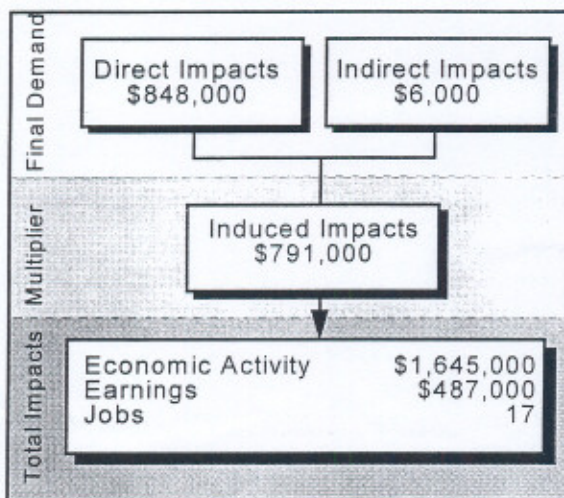 Final Demand
Direct Impacts
$848,000
Indirect Impacts
$6,000
Multiplier
Induced Impacts
$791,000
Total Impacts
Economic Activity $1,645,000
Earnings $487,000
Jobs 17